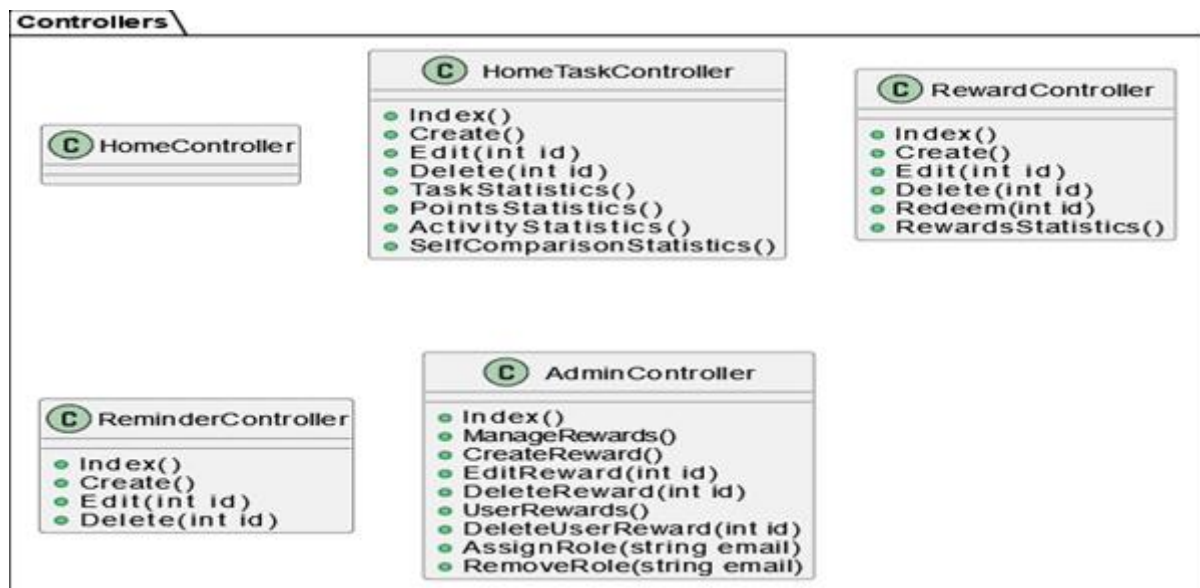 Controllers
C HomeController
C HomeTaskController
Index()
Create()
Edit(int id)
Delete(int id)
TaskStatistics()
PointsStatistics()
ActivityStatistics()
SelfComparisonStatistics()
C RewardController
Index()
Create()
Edit(int id)
Delete(int id)
Redeem(int id)
RewardsStatistics()
C ReminderController
Index()
Create()
Edit(int id)
Delete(int id)
C AdminController
Index()
ManageRewards()
CreateReward()
EditReward(int id)
DeleteReward(int id)
UserRewards()
DeleteUserReward(int id)
AssignRole(string email)
RemoveRole(string email)